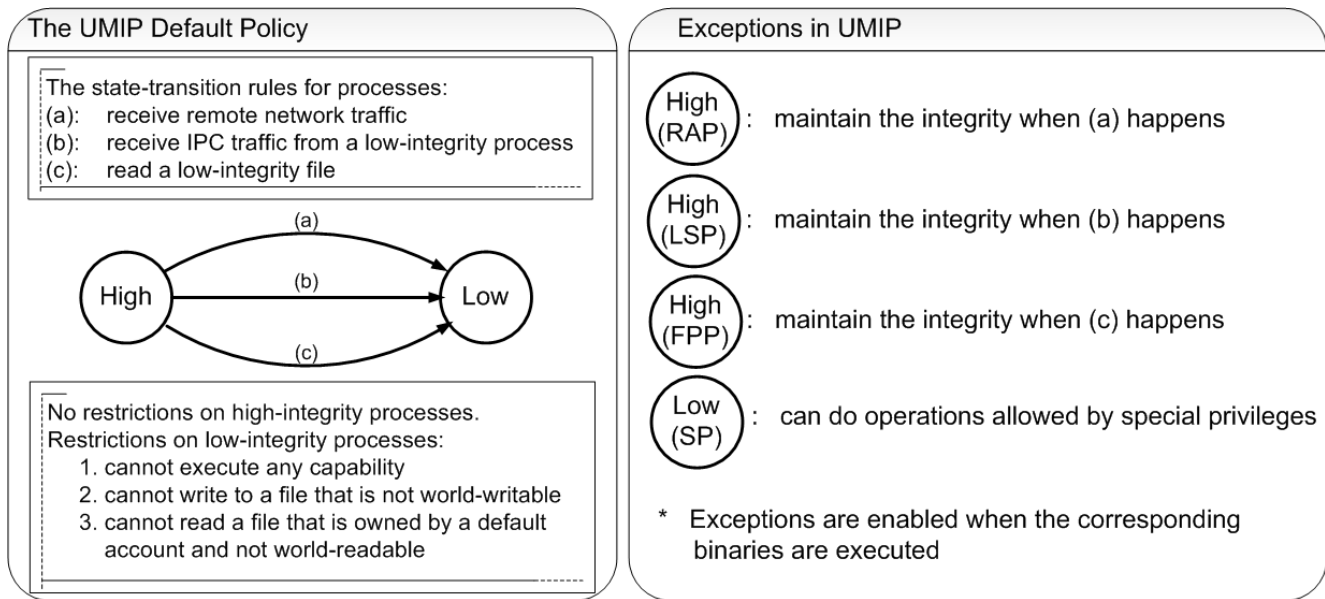 The UMIP Default Policy
The state-transition rules for processes:
(a): receive remote network traffic
(b): receive IPC traffic from a low-integrity process
(c): read a low-integrity file
(a)
High
(b)
Low
(c)
No restrictions on high-integrity processes.
Restrictions on low-integrity processes:
1. cannot execute any capability
2. cannot write to a file that is not world-writable
3. cannot read a file that is owned by a default
account and not world-readable
Exceptions in UMIP
High
(RAP)
: maintain the integrity when (a) happens
High
(LSP)
: maintain the integrity when (b) happens
High
(FPP)
: maintain the integrity when (c) happens
Low
(SP)
: can do operations allowed by special privileges
* Exceptions are enabled when the corresponding
binaries are executed